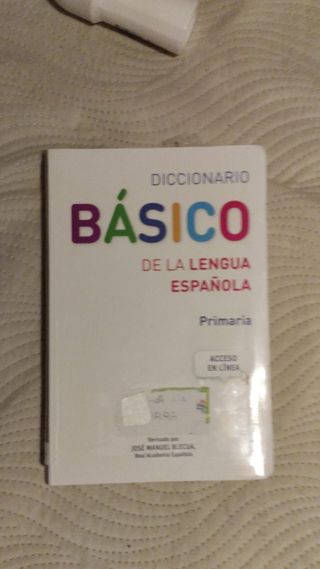 DICCIONARIO
BÁSICO
DE LA LENGUA
ESPAÑOLA
Primaria
ACCESO
EN LÍNEA
Revisado por
JOSÉ MANUEL BLECUA,
Real Academia Española